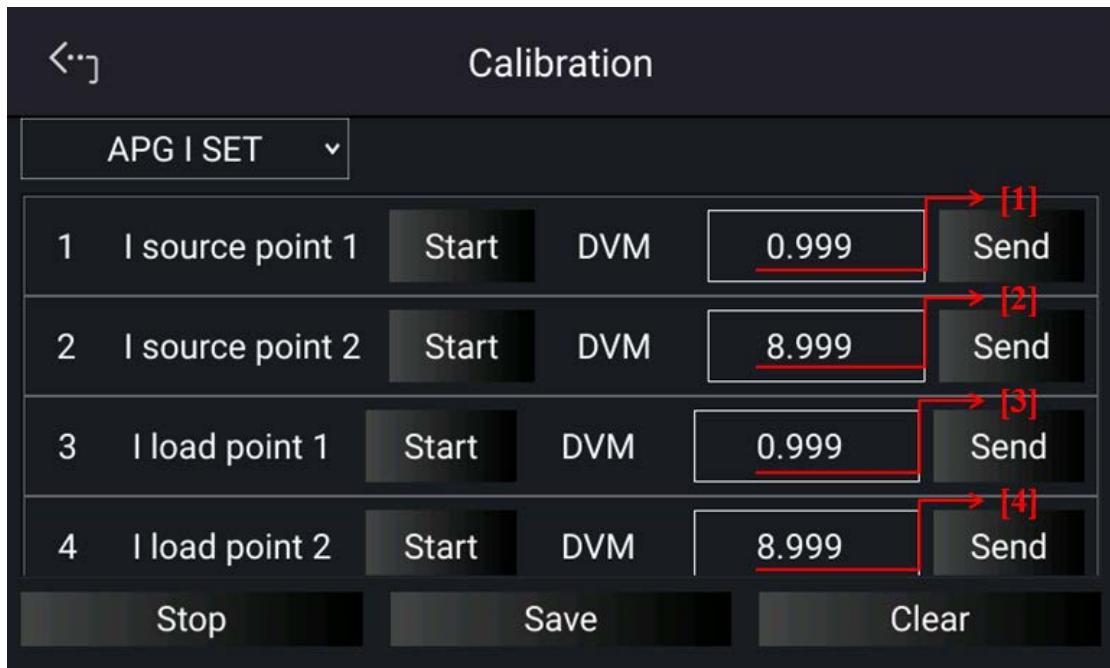 Calibration
APG I SET
[1]
1 I source point 1 Start DVM 0.999 Send
[2]
2 I source point 2 Start DVM 8.999 Send
[3]
3 I load point 1 Start DVM 0.999 Send
[4]
4 I load point 2 Start DVM 8.999 Send
Stop Save Clear